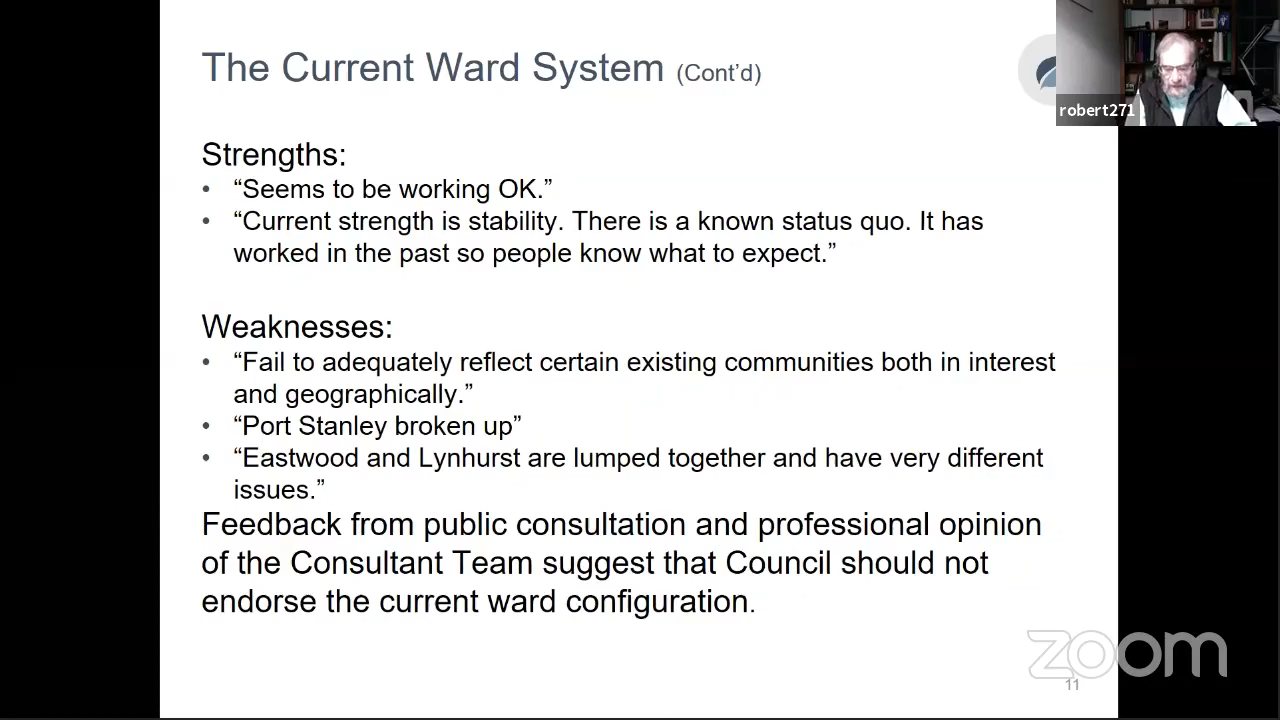 The Current Ward System (Cont’d)
robert271
Strengths:
• “Seems to be working OK.”
• “Current strength is stability. There is a known status quo. It has
worked in the past so people know what to expect.”
Weaknesses:
• “Fail to adequately reflect certain existing communities both in interest
and geographically.”
• “Port Stanley broken up”
• “Eastwood and Lynhurst are lumped together and have very different
issues.”
Feedback from public consultation and professional opinion
of the Consultant Team suggest that Council should not
endorse the current ward configuration.
zoom
11